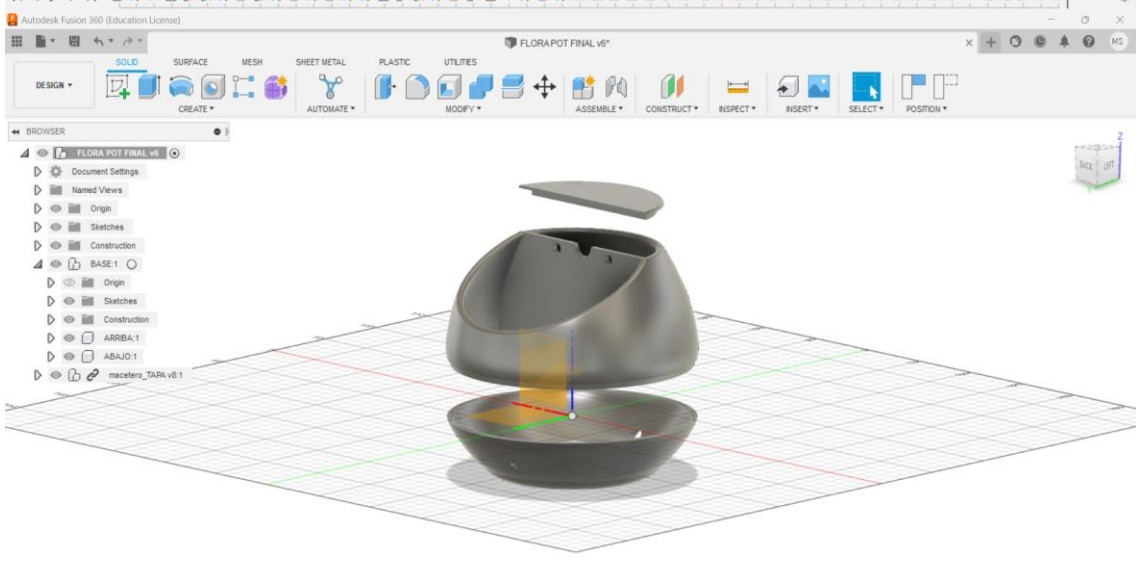 Autodesk Fusion 360 (Education License)
FLORA POT FINAL v6*
MS
SOLID SURFACE MESH SHEET METAL PLASTIC UTILITIES
DESIGN
CREATE AUTOMATE MODIFY ASSEMBLE CONSTRUCT INSPECT INSERT SELECT POSITION
BROWSER
FLORA POT FINAL v6
Document Settings
Named Views
Origin
Sketches
Construction
BASE:1
Origin
Sketches
Construction
ARRIBA:1
ABAJO:1
macetero_TAPA v8:1
Z
BACK LEFT
Y